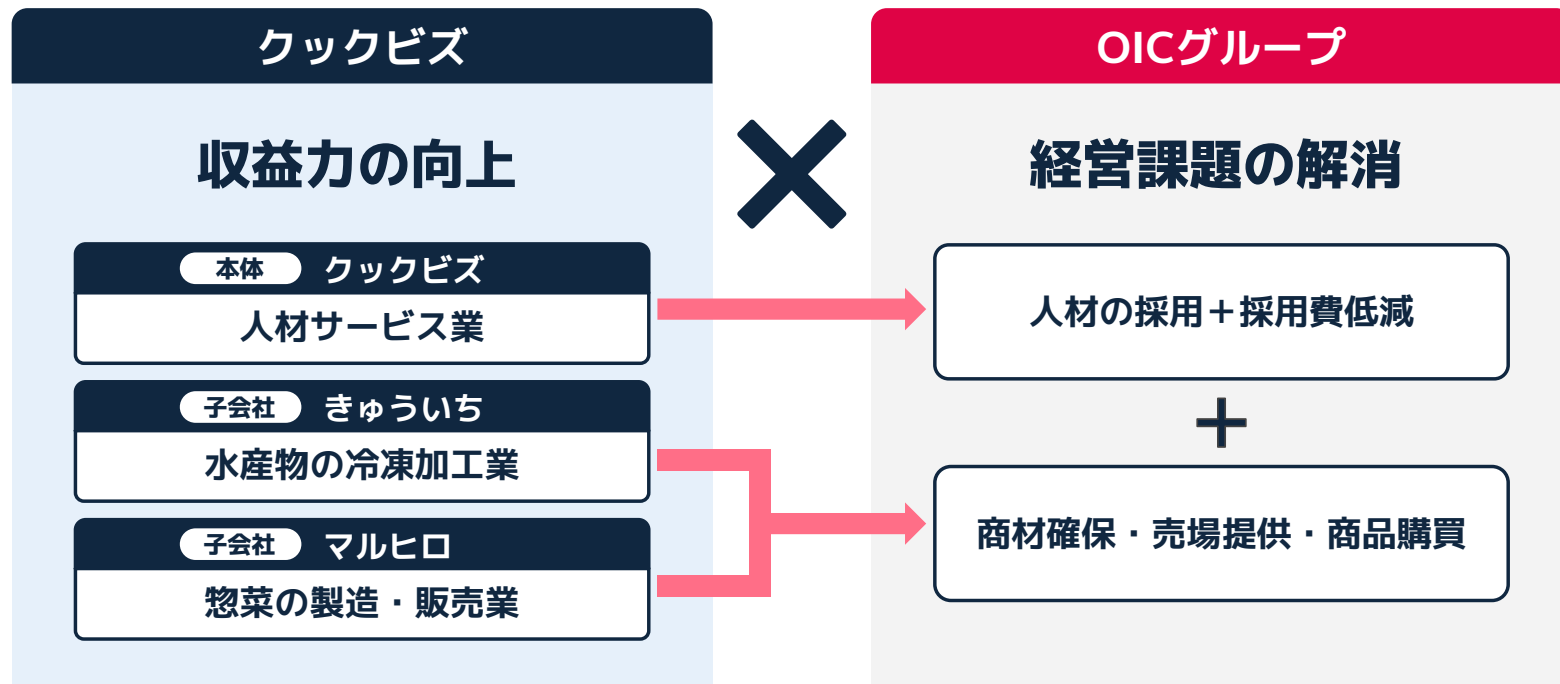 クックビズ
収益力の向上
本体 クックビズ
人材サービス業
子会社 きゅういち
水産物の冷凍加工業
子会社 マルヒロ
惣菜の製造・販売業
OICグループ
経営課題の解消
人材の採用＋採用費低減
商材確保・売場提供・商品購買